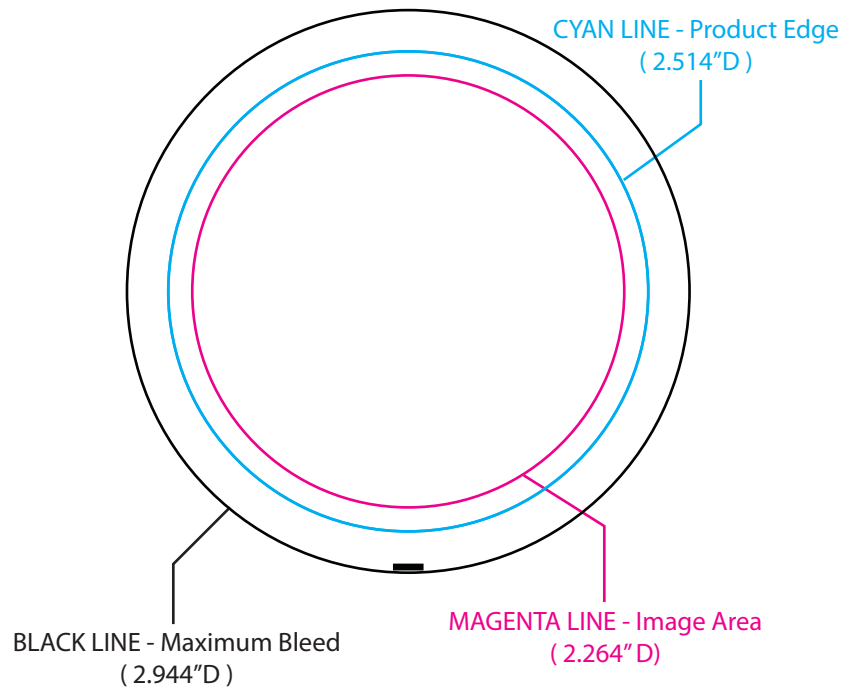 CYAN LINE - Product Edge
( 2.514”D )
BLACK LINE - Maximum Bleed
( 2.944”D )
MAGENTA LINE - Image Area
( 2.264” D)